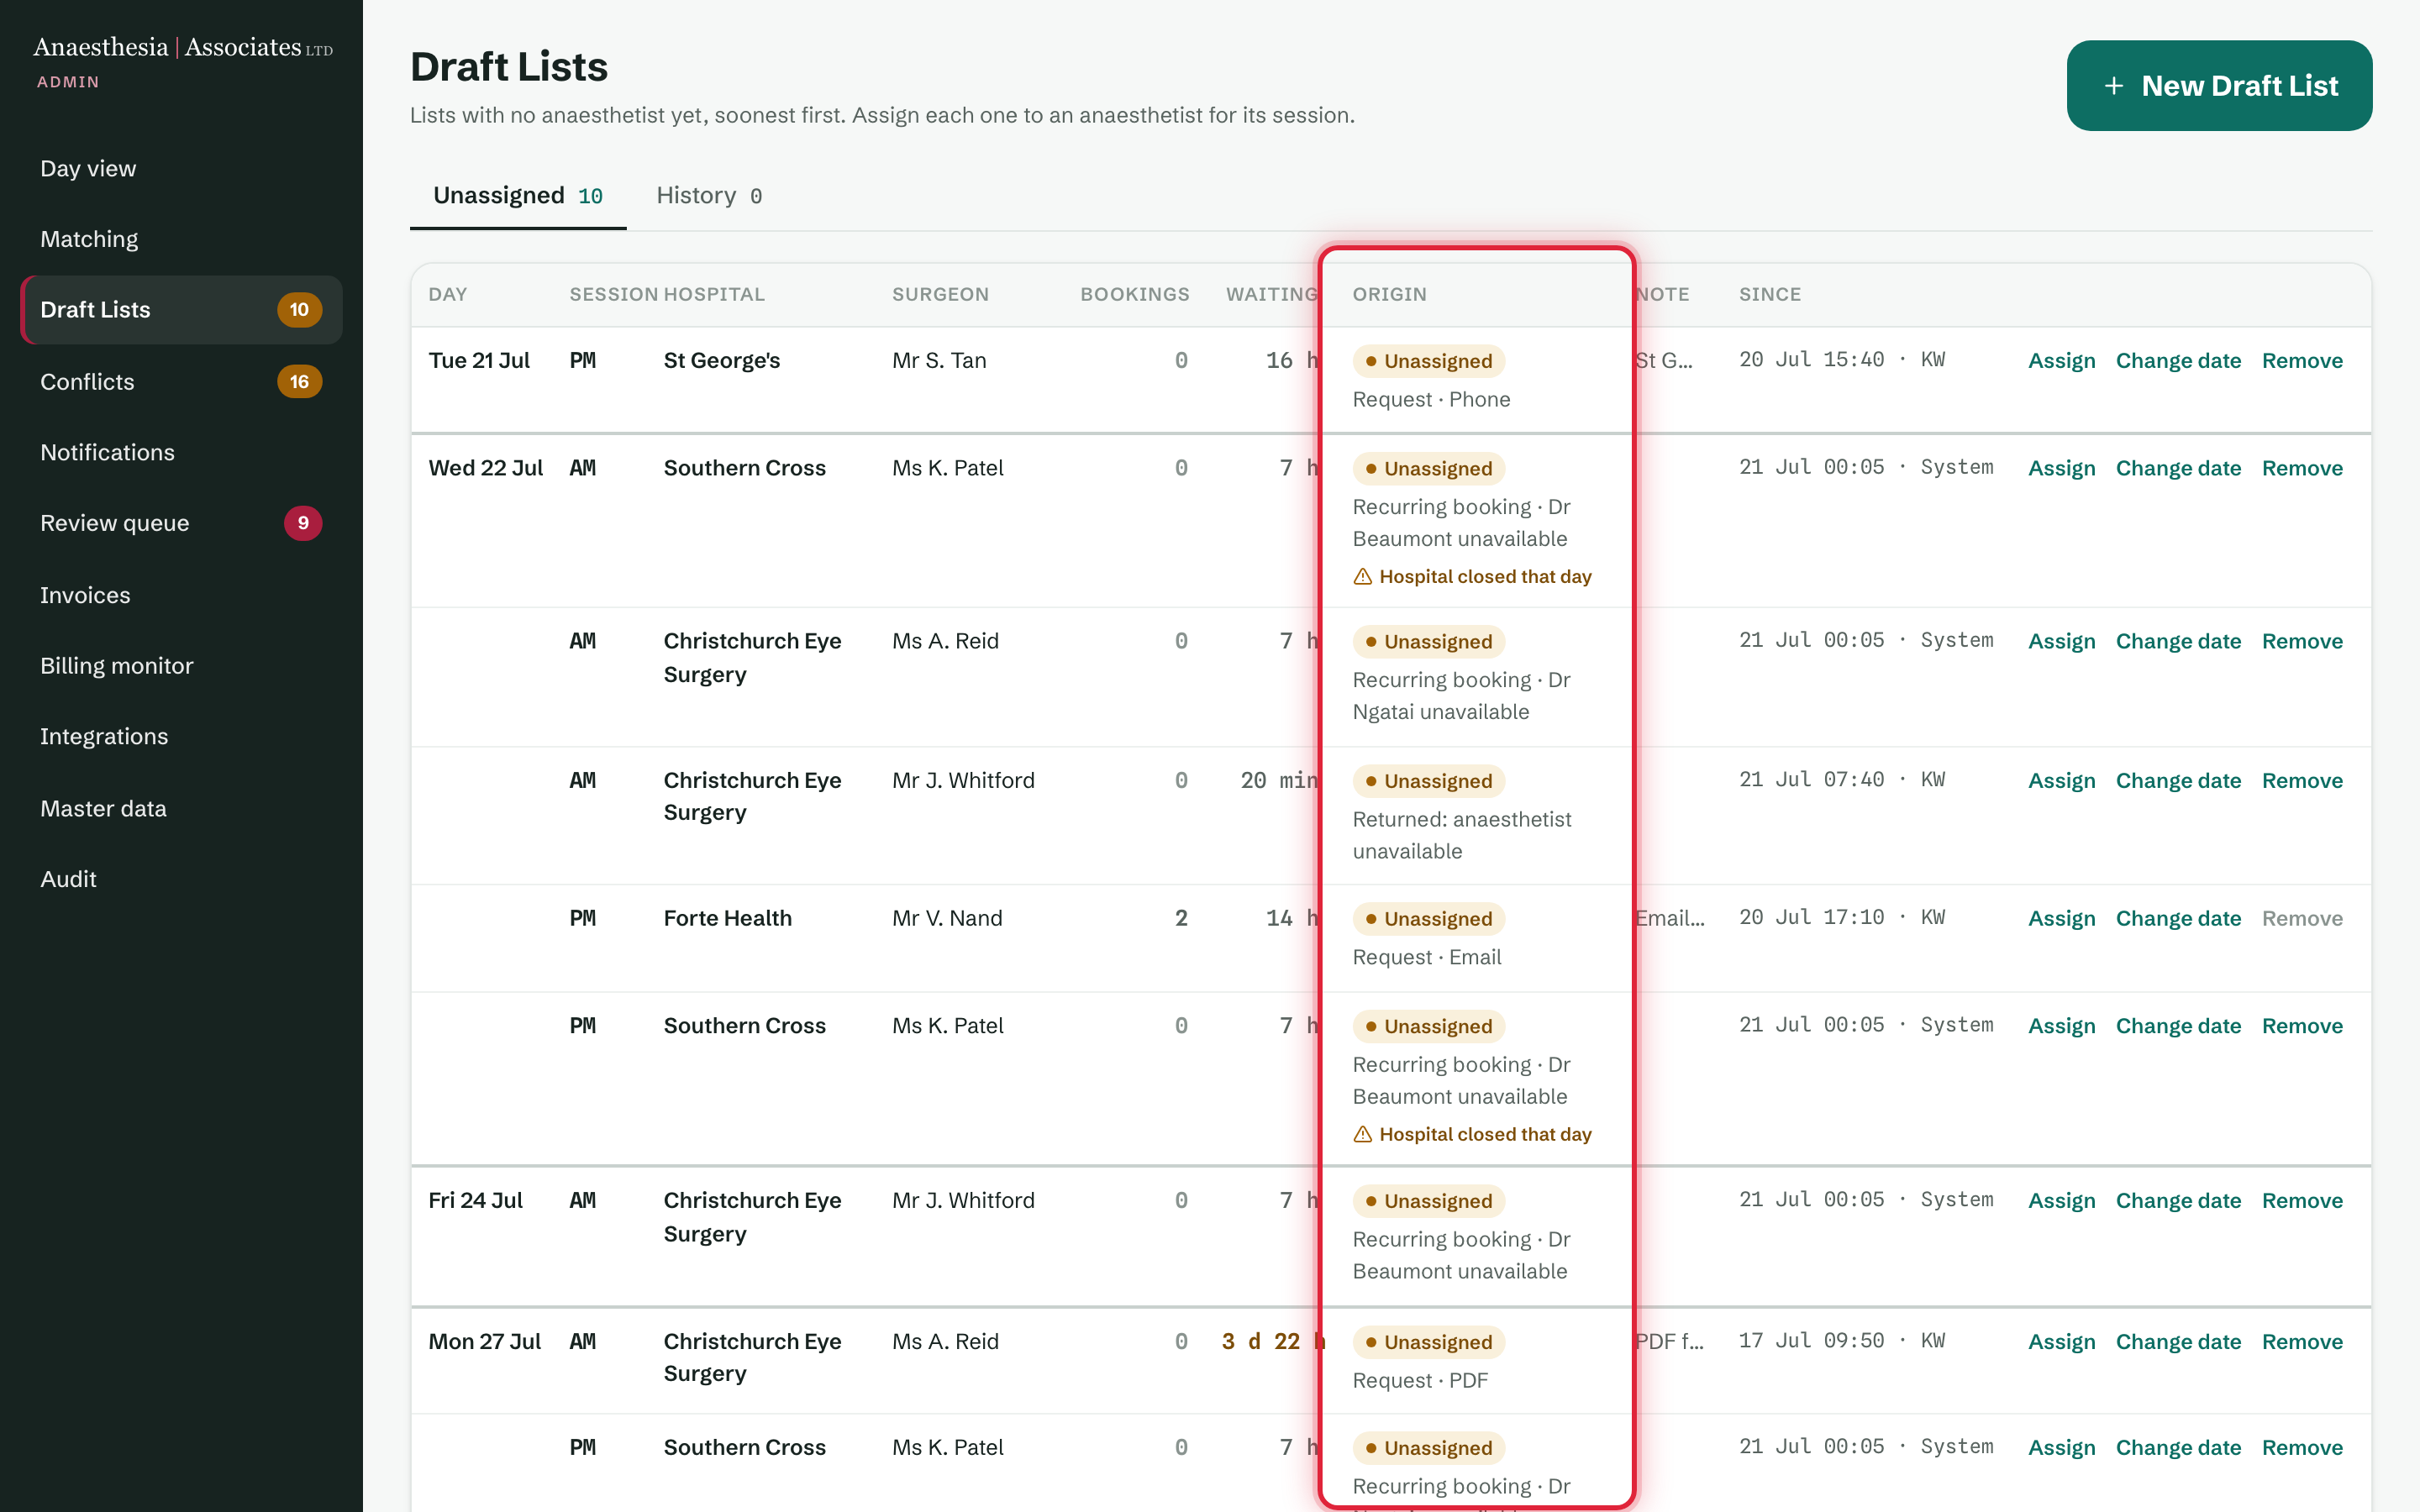 Anaesthesia | Associates LTD
ADMIN
Day view
Matching
Draft Lists 10
Conflicts 16
Notifications
Review queue 9
Invoices
Billing monitor
Integrations
Master data
Audit
Draft Lists
Lists with no anaesthetist yet, soonest first. Assign each one to an anaesthetist for its session.
+ New Draft List
Unassigned 10 History 0
DAY SESSION HOSPITAL SURGEON BOOKINGS WAITING ORIGIN NOTE SINCE
Tue 21 Jul PM St George's Mr S. Tan 0 16 h Unassigned St G... 20 Jul 15:40 · KW Assign Change date Remove
Request · Phone
Wed 22 Jul AM Southern Cross Ms K. Patel 0 7 h Unassigned 21 Jul 00:05 · System Assign Change date Remove
Recurring booking · Dr
Beaumont unavailable
Hospital closed that day
AM Christchurch Eye Ms A. Reid 0 7 h Unassigned 21 Jul 00:05 · System Assign Change date Remove
Surgery Recurring booking · Dr
Ngatai unavailable
AM Christchurch Eye Mr J. Whitford 0 20 min Unassigned 21 Jul 07:40 · KW Assign Change date Remove
Surgery Returned: anaesthetist
unavailable
PM Forte Health Mr V. Nand 2 14 h Unassigned Email... 20 Jul 17:10 · KW Assign Change date Remove
Request · Email
PM Southern Cross Ms K. Patel 0 7 h Unassigned 21 Jul 00:05 · System Assign Change date Remove
Recurring booking · Dr
Beaumont unavailable
Hospital closed that day
Fri 24 Jul AM Christchurch Eye Mr J. Whitford 0 7 h Unassigned 21 Jul 00:05 · System Assign Change date Remove
Surgery Recurring booking · Dr
Beaumont unavailable
Mon 27 Jul AM Christchurch Eye Ms A. Reid 0 3 d 22 h Unassigned PDF f... 17 Jul 09:50 · KW Assign Change date Remove
Surgery Request · PDF
PM Southern Cross Ms K. Patel 0 7 h Unassigned 21 Jul 00:05 · System Assign Change date Remove
Recurring booking · Dr